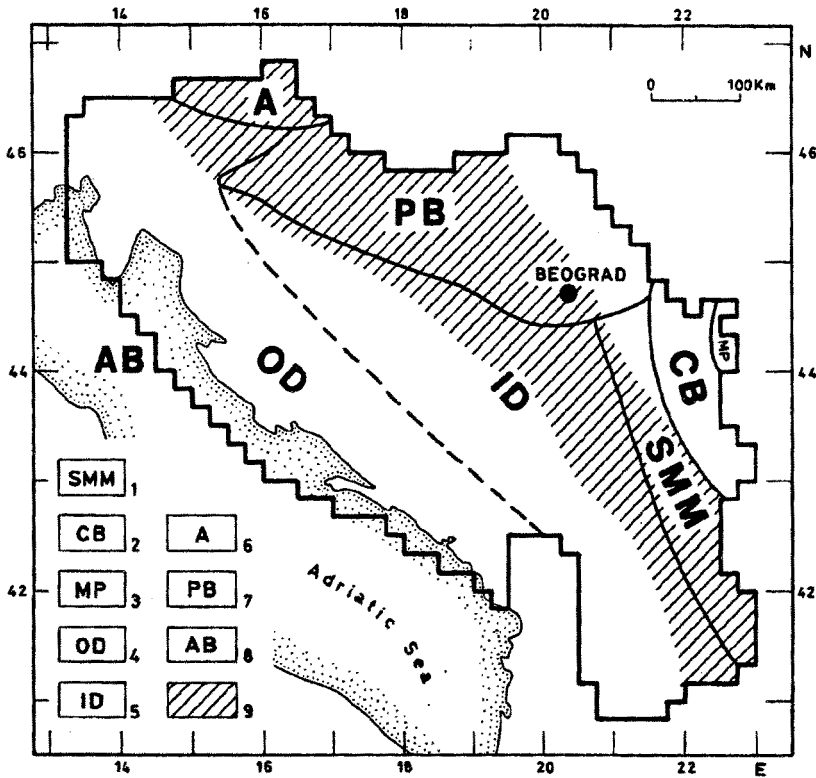 14 16 18 20 22
N
0 100Km
A
46 46
PB
BEOGRAD
MP
AB OD ID CB
44 44
SMM
SMM 1
CB 2 A 6
MP 3 PB 7
OD 4 AB 8
ID 5 9
42 42
Adriatic Sea
14 16 18 20 22 E